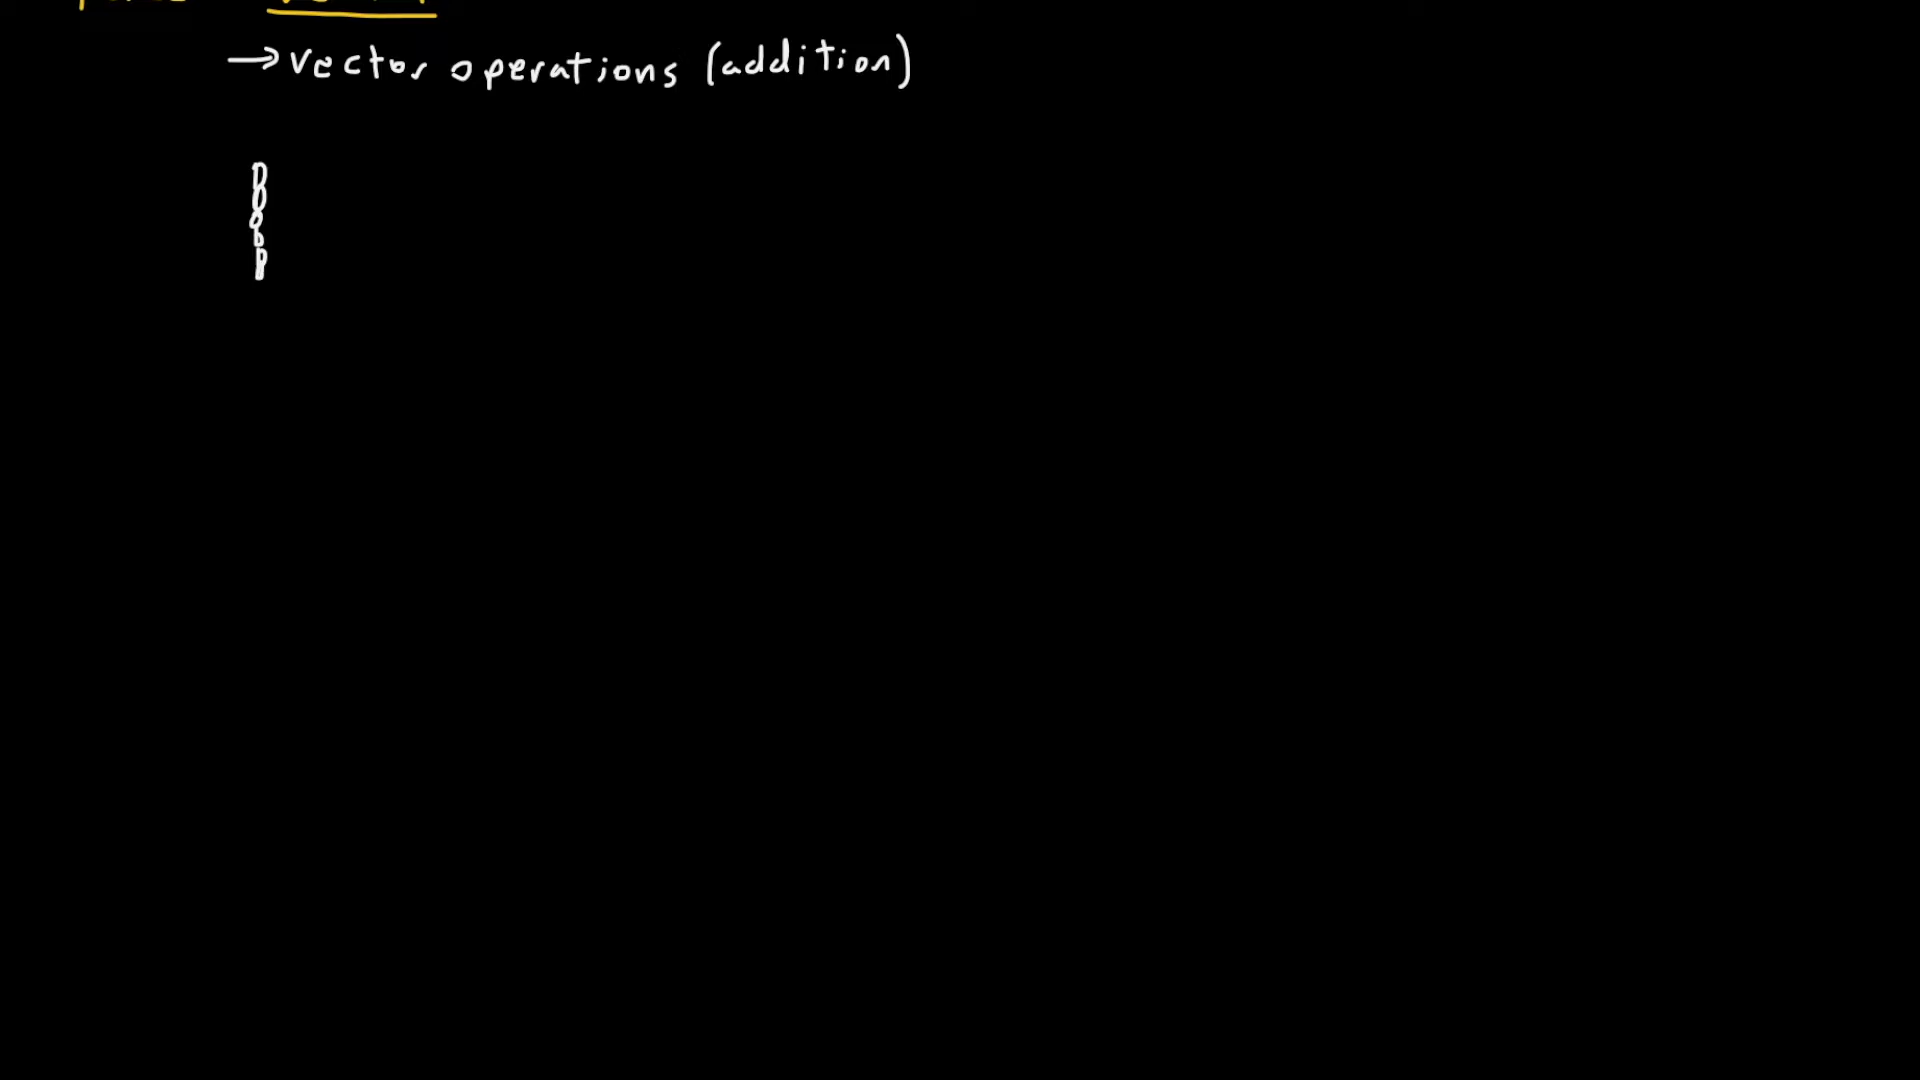 → vector operations (addition)